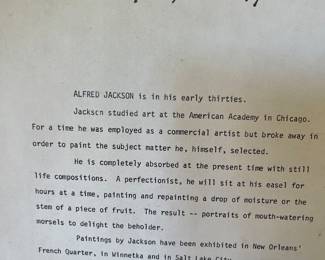 ALFRED JACKSON is in his early thirties.
Jackson studied art at the American Academy in Chicago.
For a time he was employed as a commercial artist but broke away in
order to paint the subject matter he, himself, selected.
He is completely absorbed at the present time with still
life compositions. A perfectionist, he will sit at his easel for
hours at a time, painting and repainting a drop of moisture or the
stem of a piece of fruit. The result -- portraits of mouth-watering
morsels to delight the beholder.
Paintings by Jackson have been exhibited in New Orleans'
French Quarter, in Winnetka and in Salt Lake City